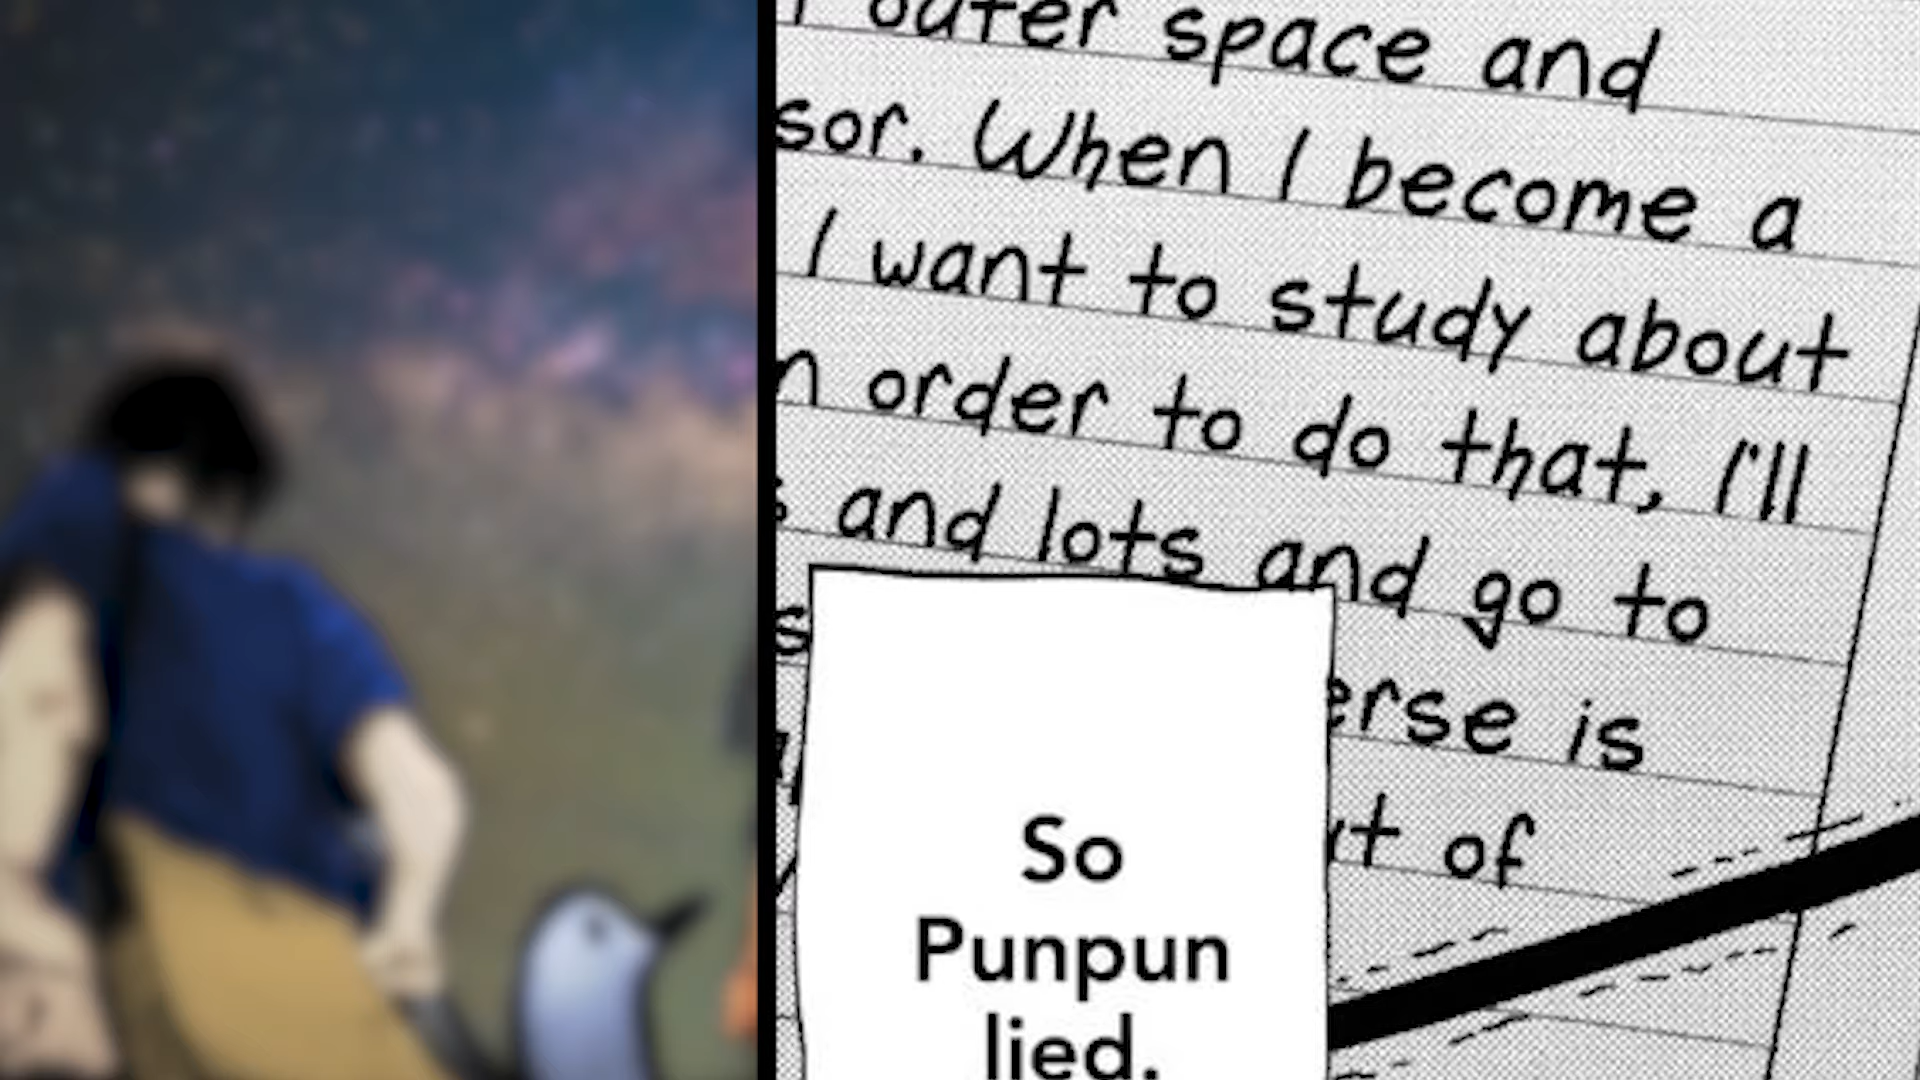 outer space and
sor. When I become a
I want to study about
n order to do that, I'll
s and lots and go to
s
erse is
t of
So
Punpun
lied.